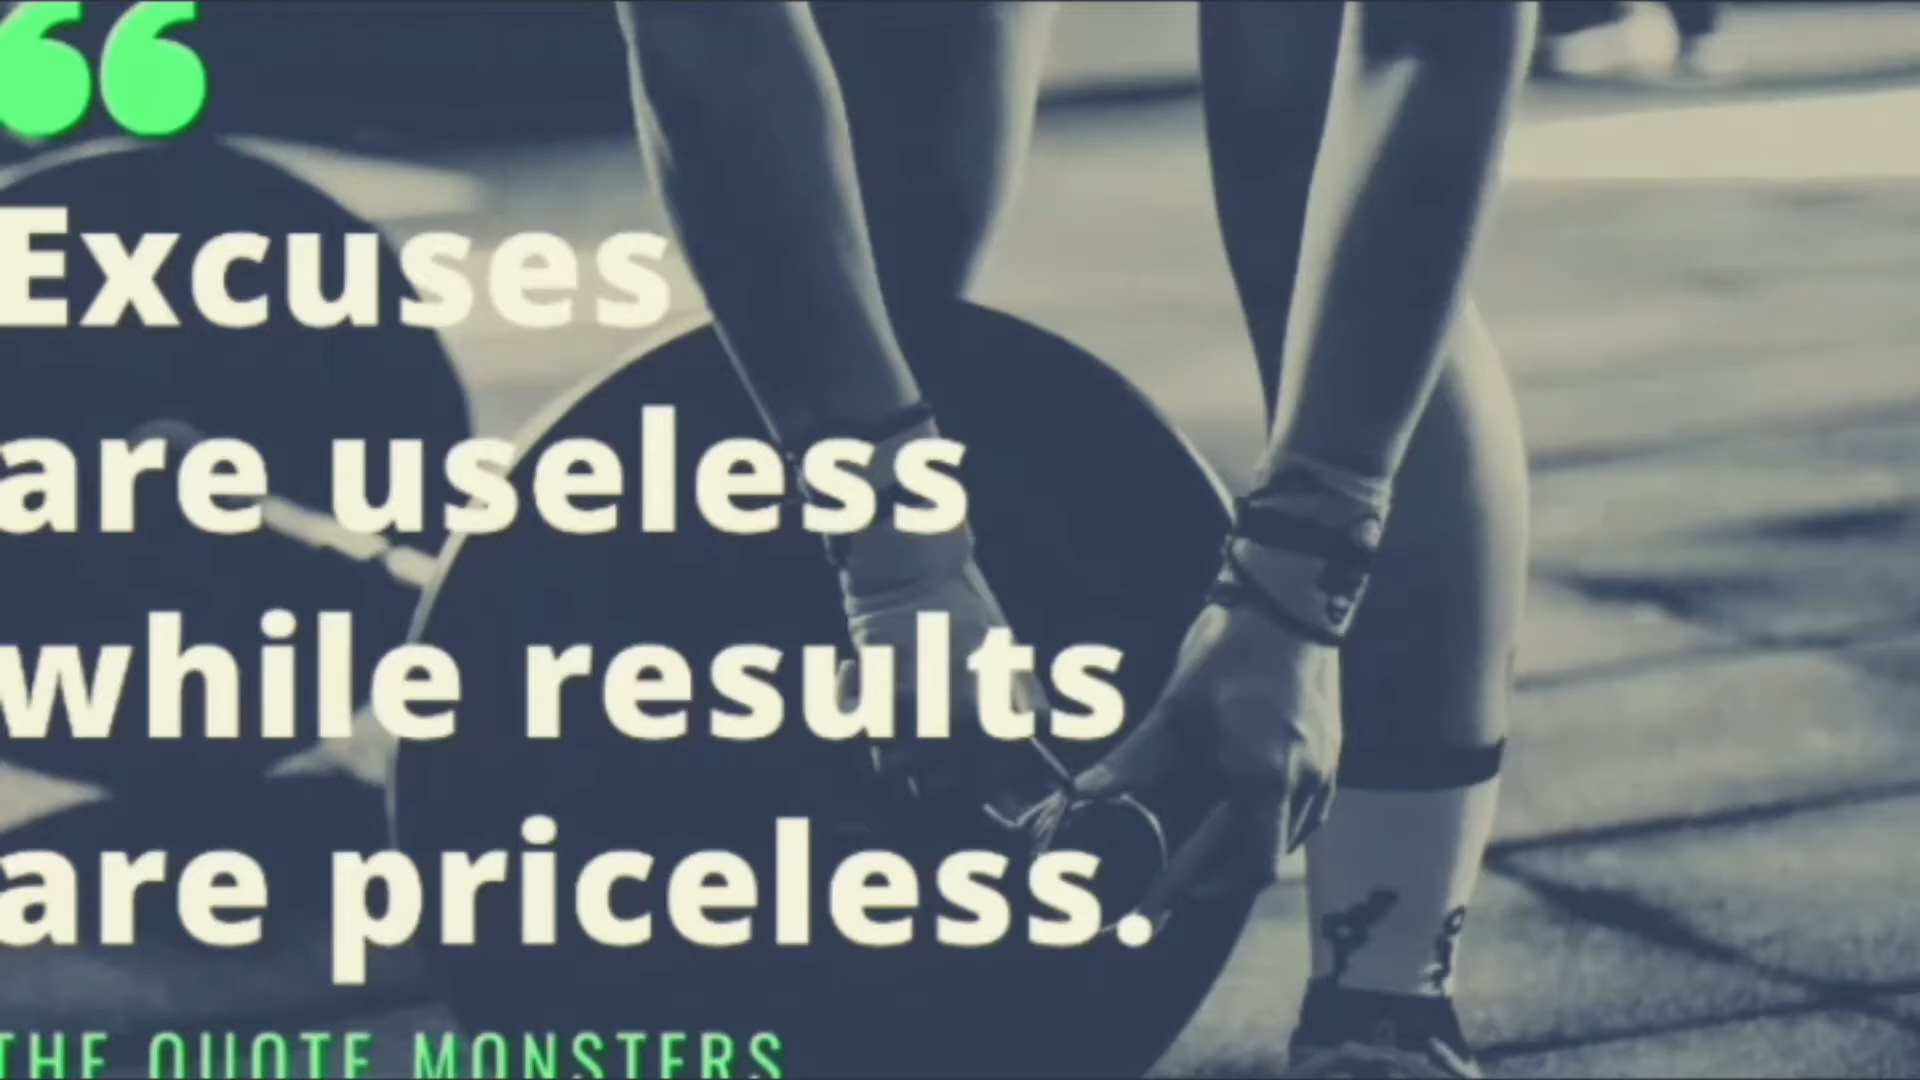 “
Excuses
are useless
while results
are priceless.
THE QUOTE MONSTERS